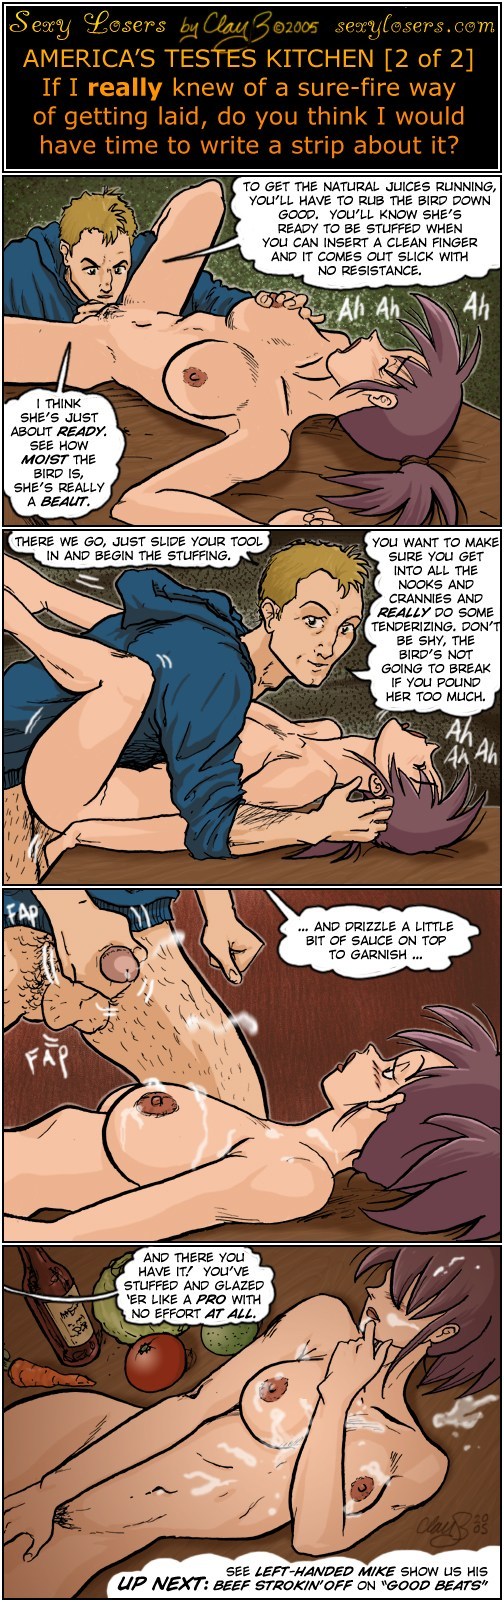 Sexy Losers by Clay B ©2005 sexylosers.com
AMERICA'S TESTES KITCHEN [2 of 2]
If I really knew of a sure-fire way
of getting laid, do you think I would
have time to write a strip about it?
TO GET THE NATURAL JUICES RUNNING,
YOU'LL HAVE TO RUB THE BIRD DOWN
GOOD. YOU'LL KNOW SHE'S
READY TO BE STUFFED WHEN
YOU CAN INSERT A CLEAN FINGER
AND IT COMES OUT SLICK WITH
NO RESISTANCE.
Ah Ah
Ah
I THINK
SHE'S JUST
ABOUT READY.
SEE HOW
MOIST THE
BIRD IS,
SHE'S REALLY
A BEAUT.
THERE WE GO, JUST SLIDE YOUR TOOL
IN AND BEGIN THE STUFFING.
YOU WANT TO MAKE
SURE YOU GET
INTO ALL THE
NOOKS AND
CRANNIES AND
REALLY DO SOME
TENDERIZING. DON'T
BE SHY, THE
BIRD'S NOT
GOING TO BREAK
IF YOU POUND
HER TOO MUCH.
Ah
Ah Ah
FAP
... AND DRIZZLE A LITTLE
BIT OF SAUCE ON TOP
TO GARNISH ...
FAP
AND THERE YOU
HAVE IT! YOU'VE
STUFFED AND GLAZED
'ER LIKE A PRO WITH
NO EFFORT AT ALL.
Clay B 2005
SEE LEFT-HANDED MIKE SHOW US HIS
UP NEXT: BEEF STROKIN' OFF ON "GOOD BEATS"